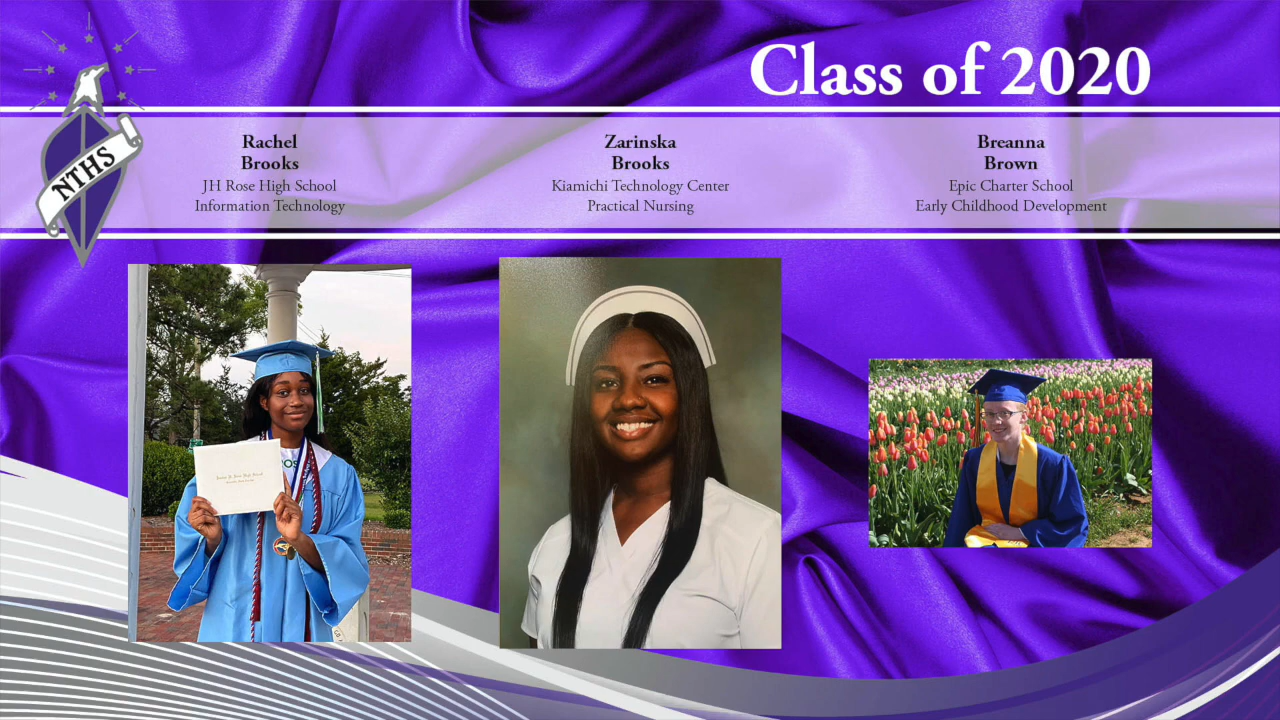 Class of 2020
NTHS
Rachel
Brooks
JH Rose High School
Information Technology
Zarinska
Brooks
Kiamichi Technology Center
Practical Nursing
Breanna
Brown
Epic Charter School
Early Childhood Development